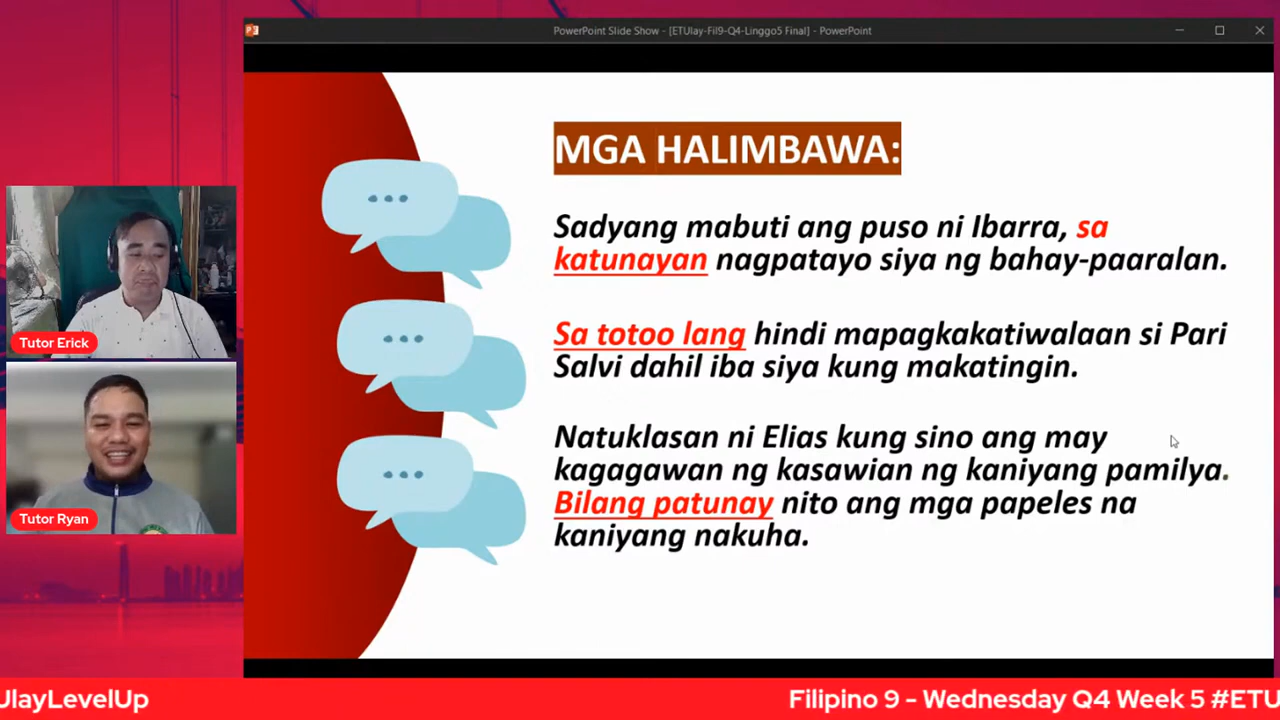 PowerPoint Slide Show - [ETUlay-Fil9-Q4-Linggo5 Final] - PowerPoint
MGA HALIMBAWA:
Sadyang mabuti ang puso ni Ibarra, sa
katunayan nagpatayo siya ng bahay-paaralan.
Sa totoo lang hindi mapagkakatiwalaan si Pari
Salvi dahil iba siya kung makatingin.
Natuklasan ni Elias kung sino ang may
kagagawan ng kasawian ng kaniyang pamilya.
Bilang patunay nito ang mga papeles na
kaniyang nakuha.
Tutor Erick
Tutor Ryan
UlayLevelUp
Filipino 9 - Wednesday Q4 Week 5 #ETU